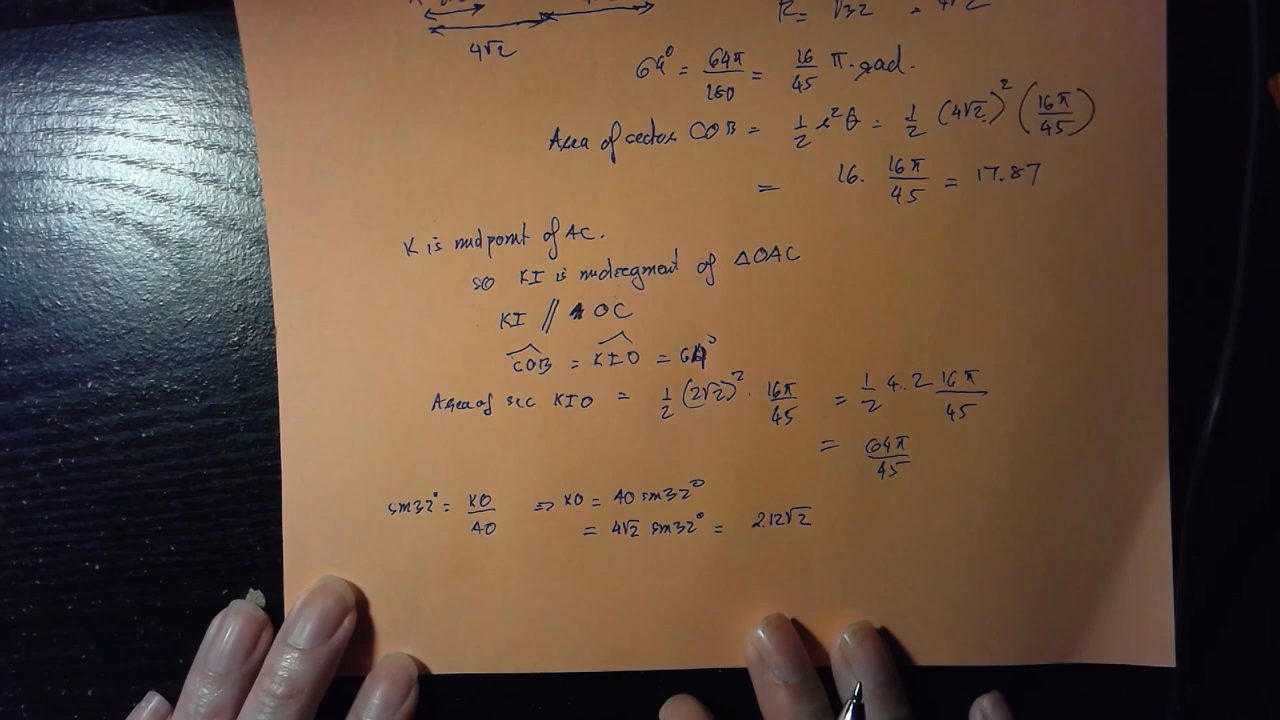 4√2
R = √32 = 4√2
64° = 64π/180 = 16/45 π. rad.
Area of sector COB = 1/2 r²θ = 1/2 (4√2)² (16π/45)
= 16. 16π/45 = 17.87
K is midpoint of AC.
so KI is midsegment of △OAC
KI // OC
COB = KIO = 64°
Area of sec KIO = 1/2 (2√2)². 16π/45 = 1/2 4.2 16π/45
= 64π/45
sin32° = KO/AO ⇒ KO = AO sin32°
= 4√2 sin32° = 2.12√2